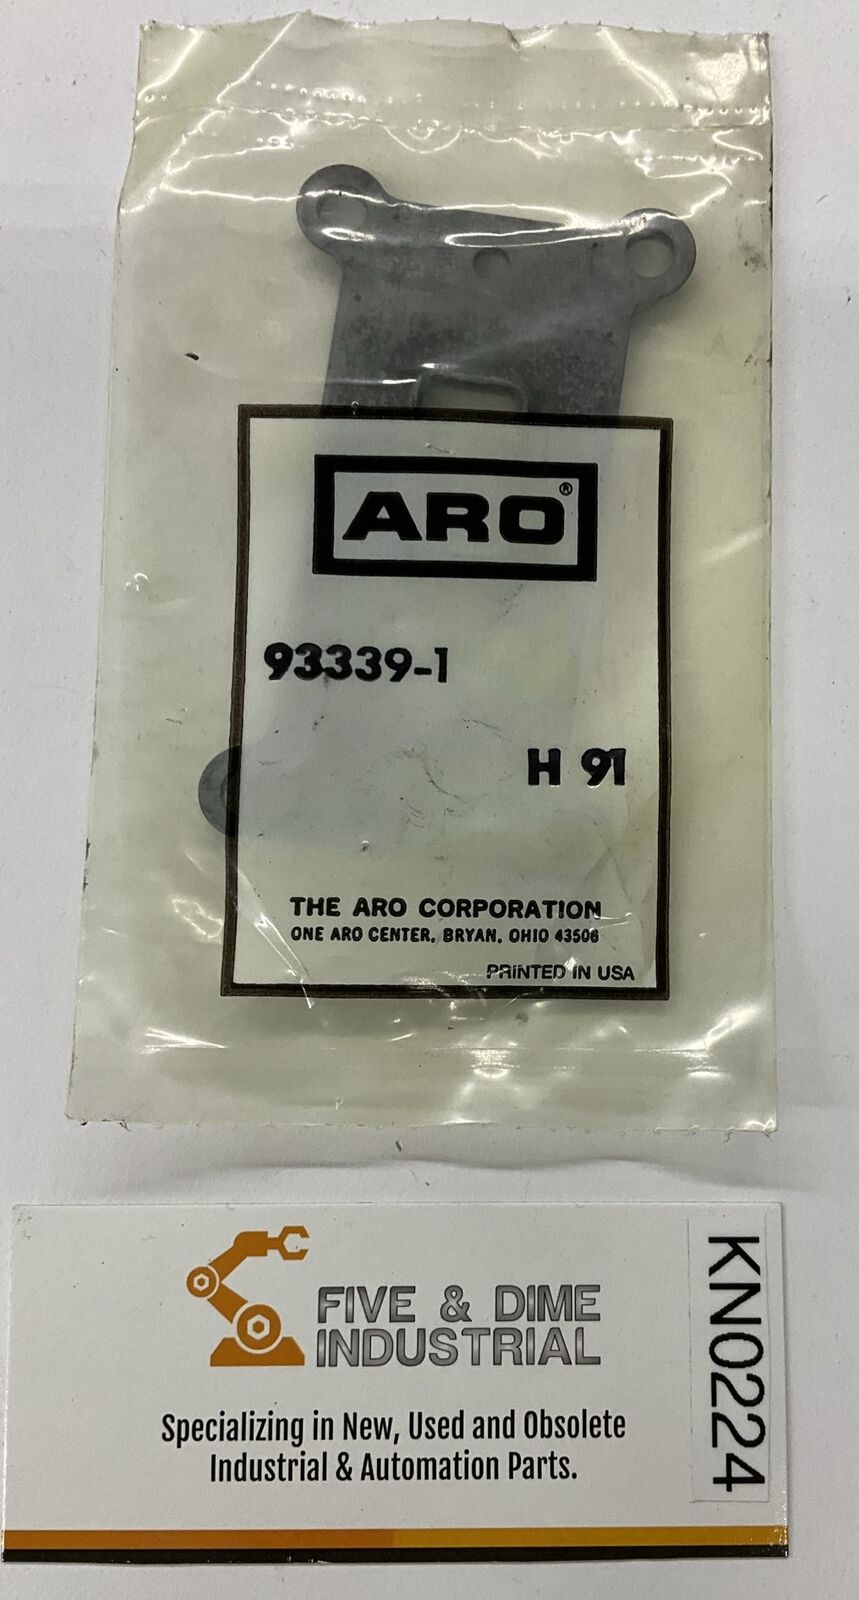 ARO®
93339-1
H 91
THE ARO CORPORATION
ONE ARO CENTER, BRYAN, OHIO 43506
PRINTED IN USA
FIVE & DIME
INDUSTRIAL
Specializing in New, Used and Obsolete
Industrial & Automation Parts.
KN0224